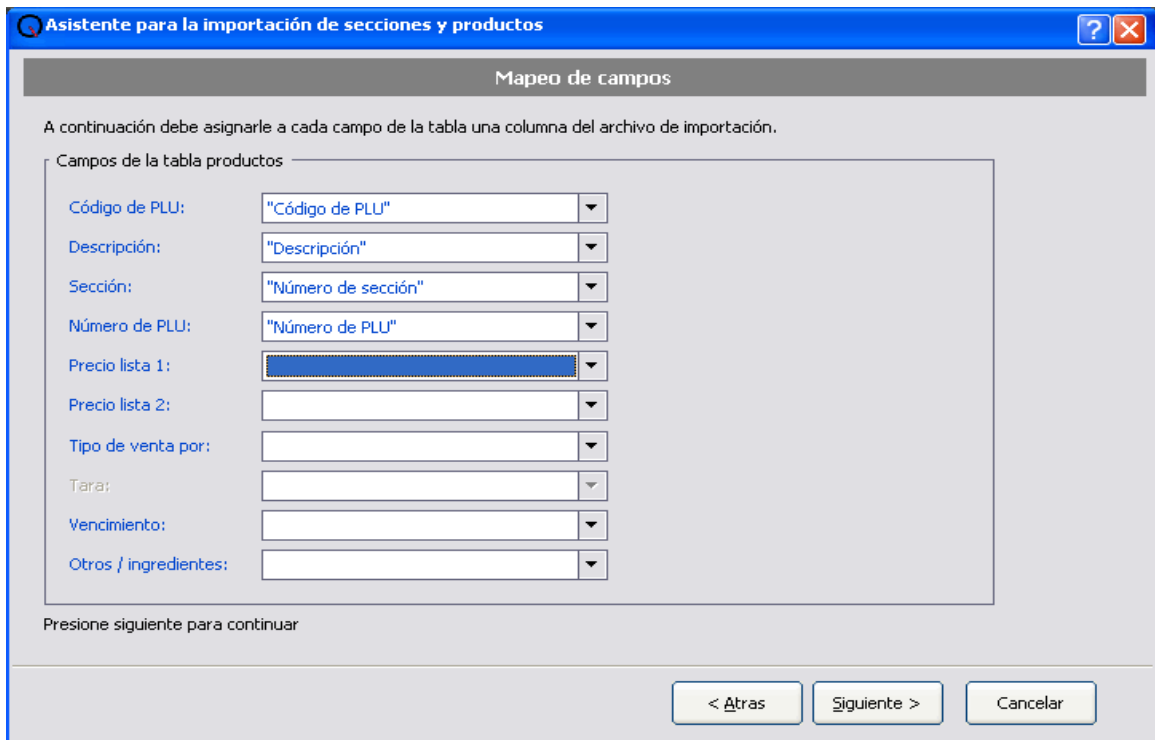 Asistente para la importación de secciones y productos
Mapeo de campos
A continuación debe asignarle a cada campo de la tabla una columna del archivo de importación.
Campos de la tabla productos
Código de PLU: "Código de PLU"
Descripción: "Descripción"
Sección: "Número de sección"
Número de PLU: "Número de PLU"
Precio lista 1:
Precio lista 2:
Tipo de venta por:
Tara:
Vencimiento:
Otros / ingredientes:
Presione siguiente para continuar
< Atras Siguiente > Cancelar